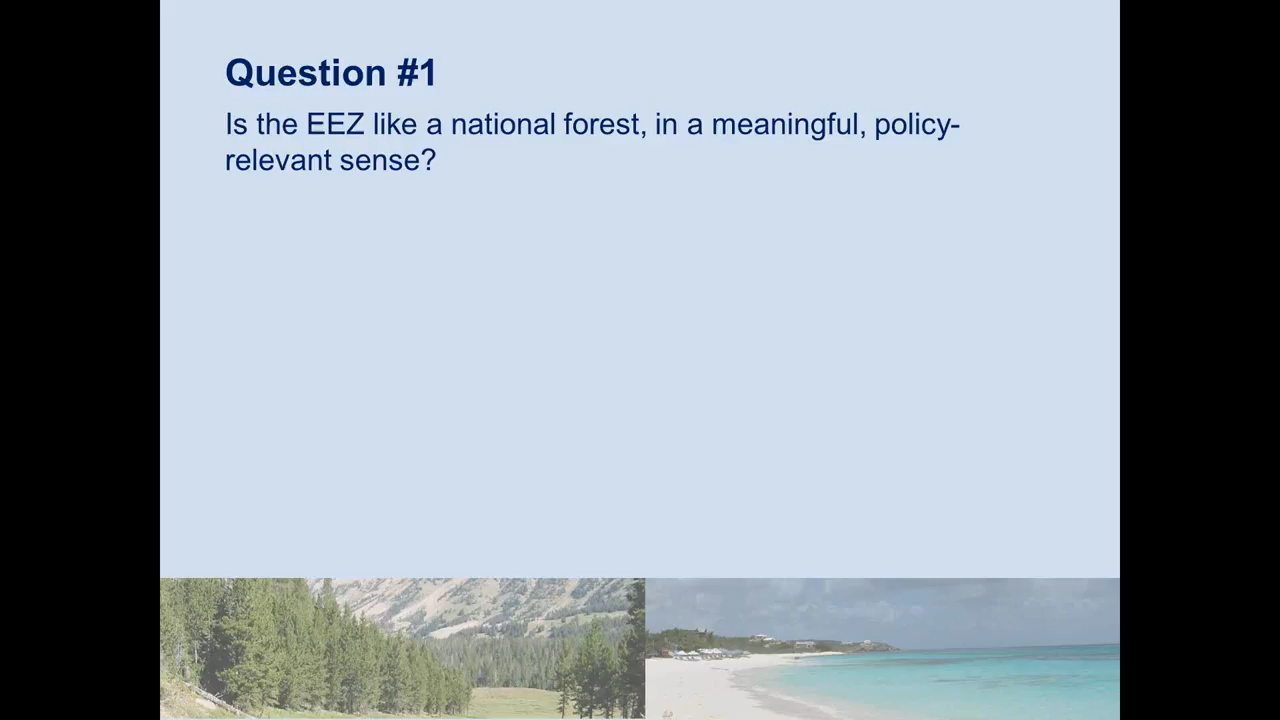 Question #1
Is the EEZ like a national forest, in a meaningful, policy-
relevant sense?